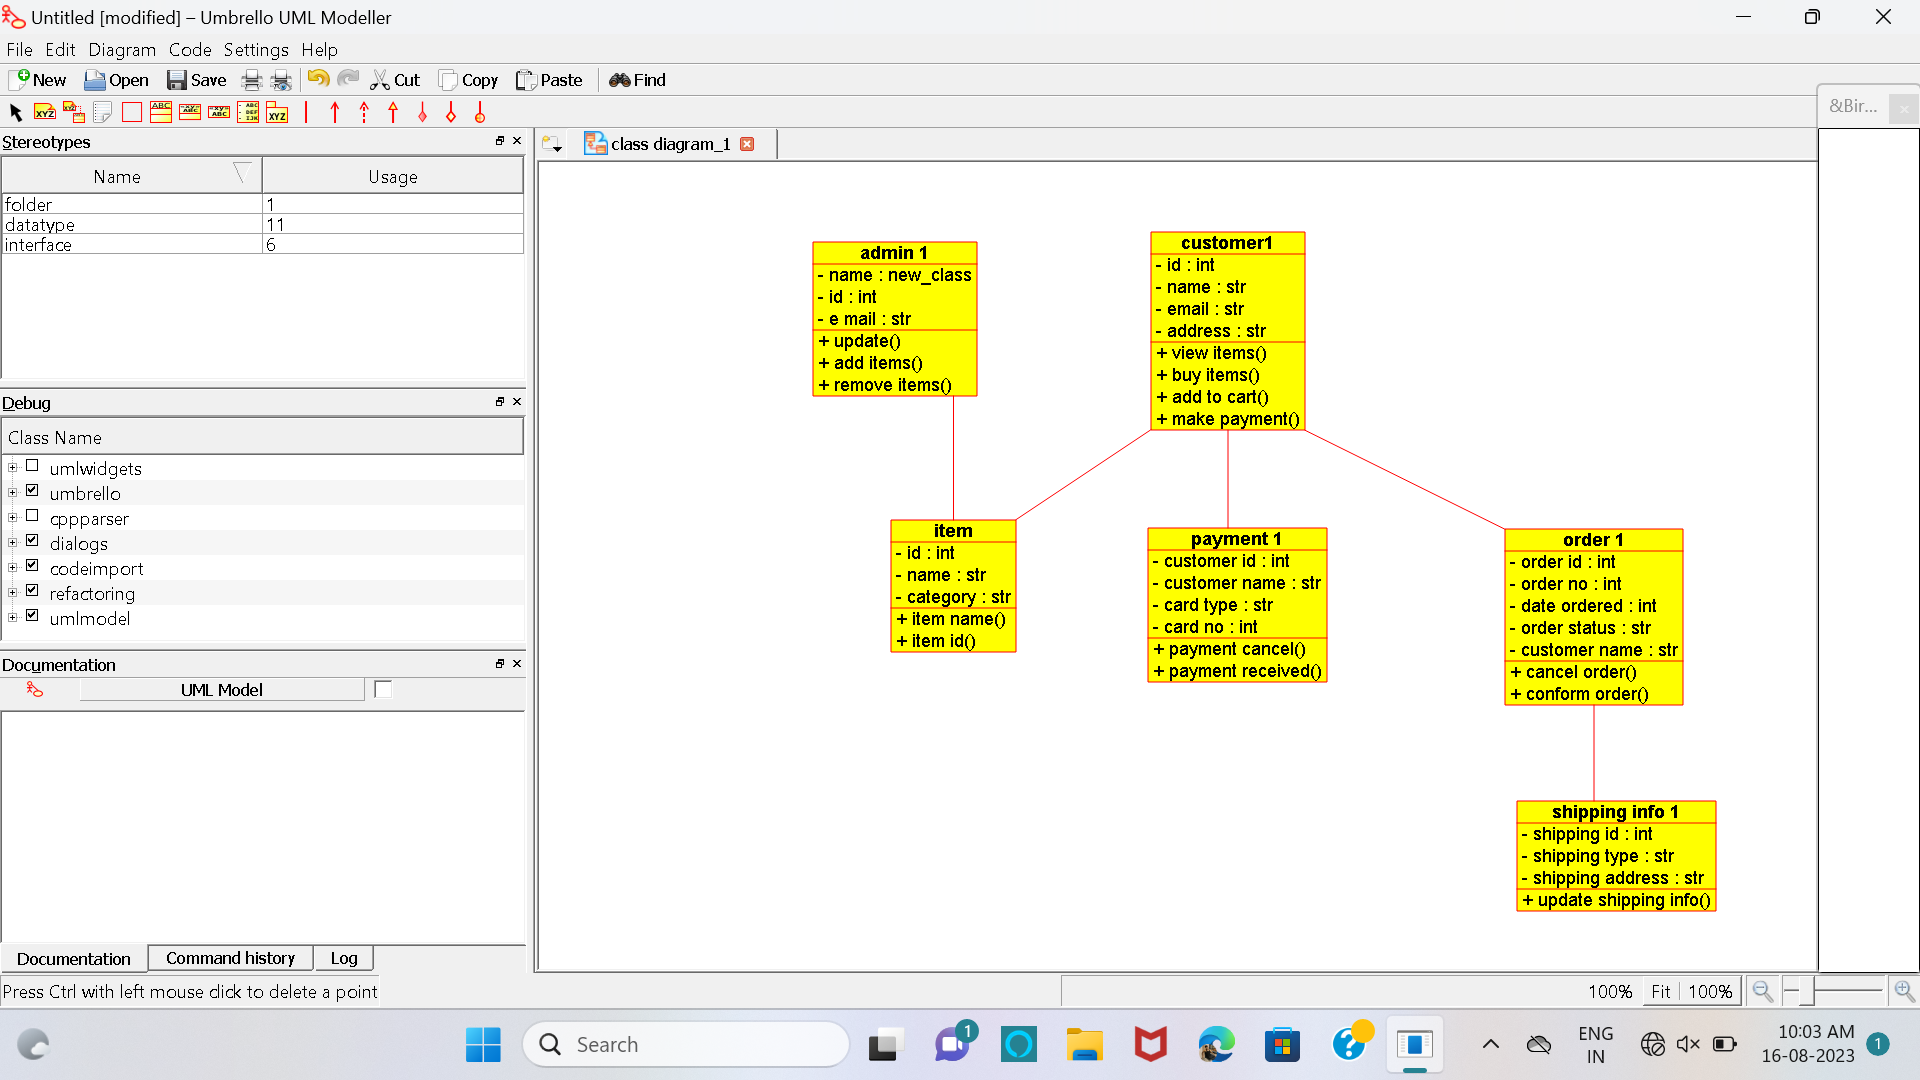 Untitled [modified] – Umbrello UML Modeller
File Edit Diagram Code Settings Help
New Open Save Cut Copy Paste Find
&Bir...
Stereotypes
Name Usage
folder 1
datatype 11
interface 6
Debug
Class Name
umlwidgets
umbrello
cppparser
dialogs
codeimport
refactoring
umlmodel
Documentation
UML Model
Documentation Command history Log
Press Ctrl with left mouse click to delete a point
class diagram_1
admin 1
- name : new_class
- id : int
- e mail : str
+ update()
+ add items()
+ remove items()
customer1
- id : int
- name : str
- email : str
- address : str
+ view items()
+ buy items()
+ add to cart()
+ make payment()
item
- id : int
- name : str
- category : str
+ item name()
+ item id()
payment 1
- customer id : int
- customer name : str
- card type : str
- card no : int
+ payment cancel()
+ payment received()
order 1
- order id : int
- order no : int
- date ordered : int
- order status : str
- customer name : str
+ cancel order()
+ conform order()
shipping info 1
- shipping id : int
- shipping type : str
- shipping address : str
+ update shipping info()
100% Fit 100%
Search
1
ENG
IN
10:03 AM
16-08-2023
1